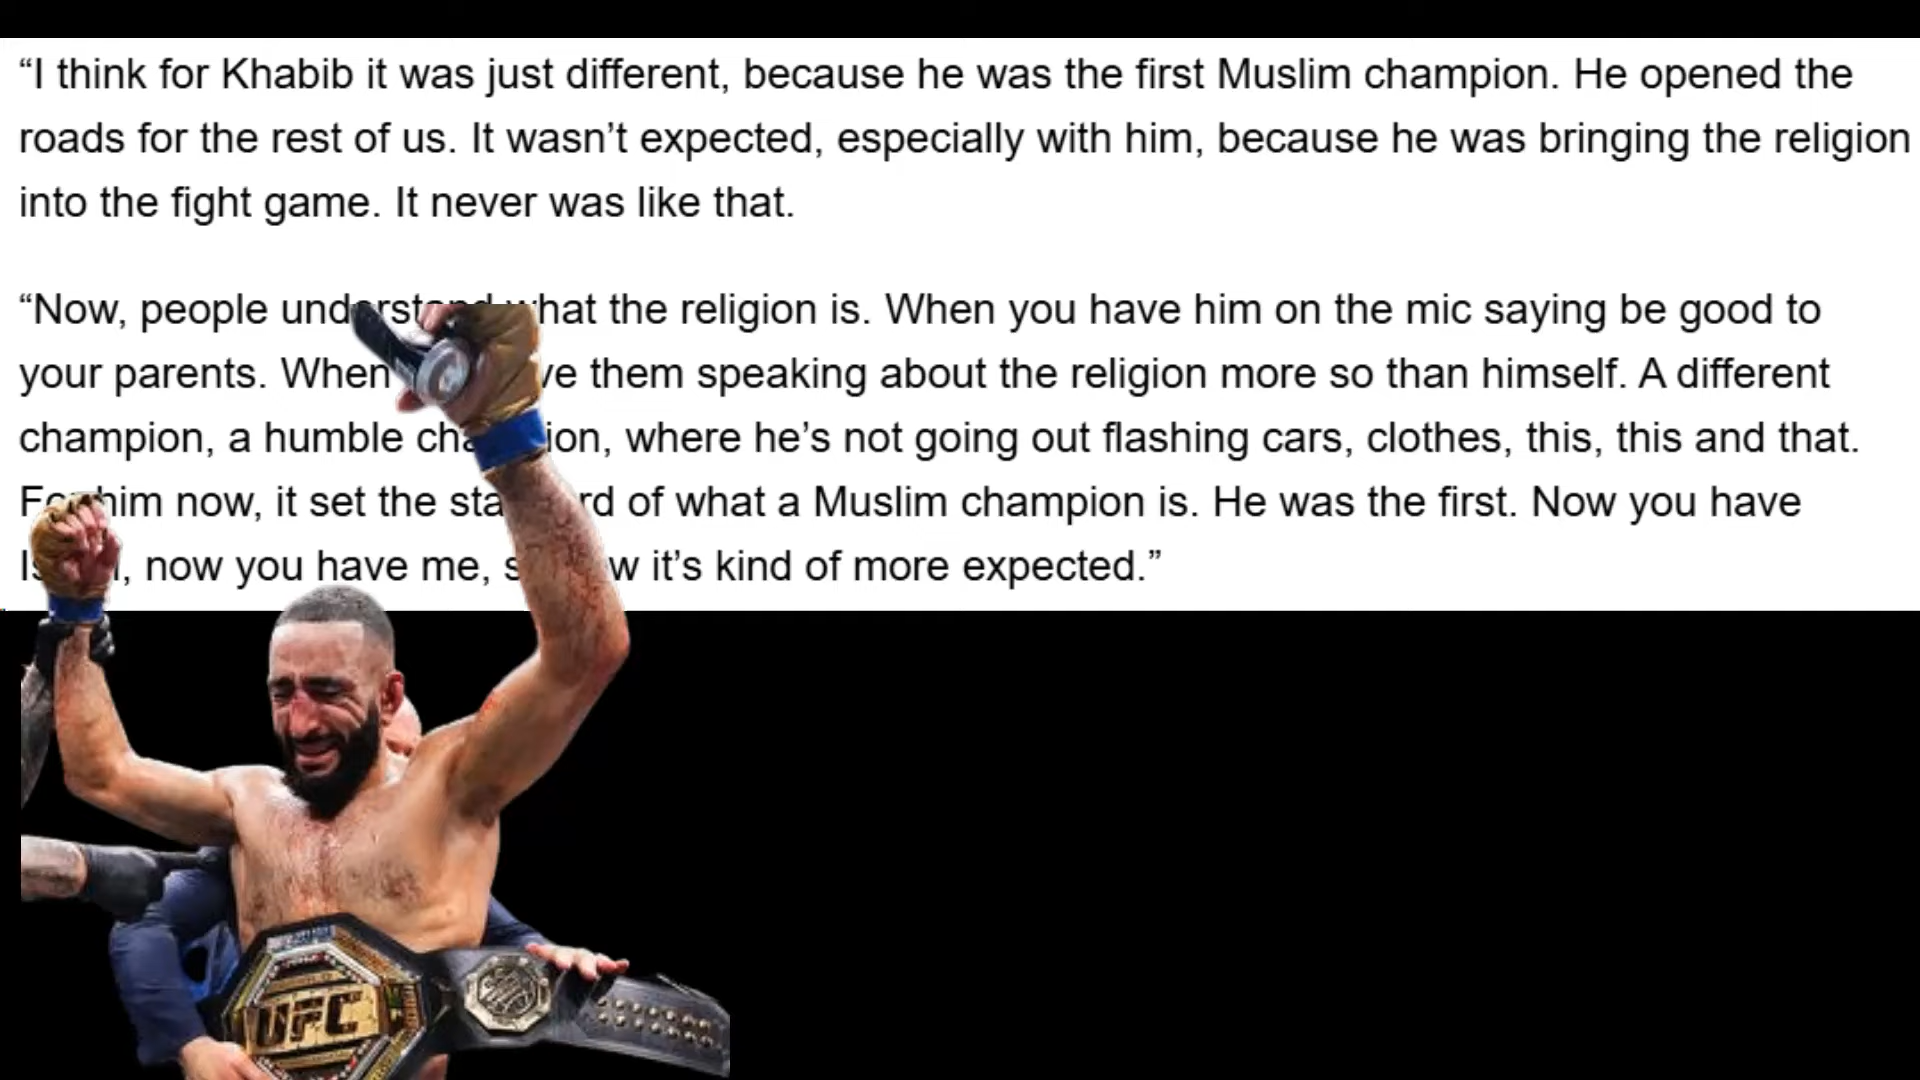 “I think for Khabib it was just different, because he was the first Muslim champion. He opened the
roads for the rest of us. It wasn’t expected, especially with him, because he was bringing the religion
into the fight game. It never was like that.
“Now, people understand what the religion is. When you have him on the mic saying be good to
your parents. When them speaking about the religion more so than himself. A different
champion, a humble champion, where he’s not going out flashing cars, clothes, this, this and that.
For him now, it set the standard of what a Muslim champion is. He was the first. Now you have
now you have me, it’s kind of more expected.”
UFC